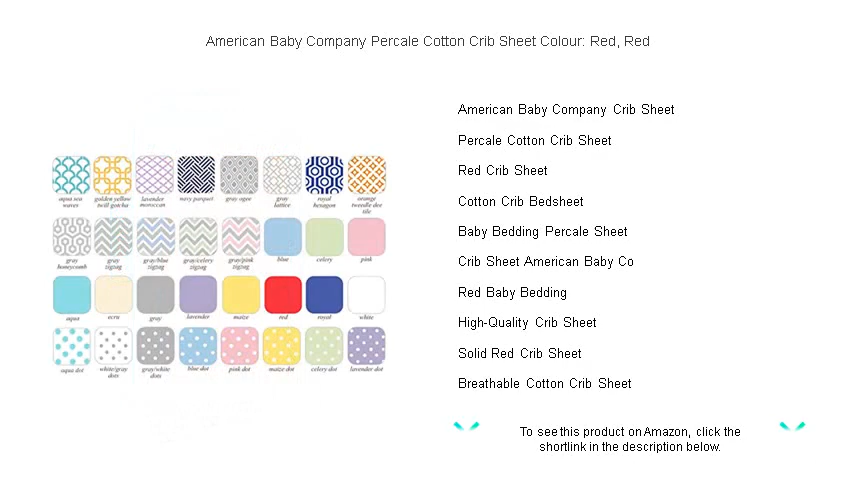 American Baby Company Percale Cotton Crib Sheet Colour: Red, Red
American Baby Company Crib Sheet
Percale Cotton Crib Sheet
Red Crib Sheet
Cotton Crib Bedsheet
Baby Bedding Percale Sheet
Crib Sheet American Baby Co
Red Baby Bedding
High-Quality Crib Sheet
Solid Red Crib Sheet
Breathable Cotton Crib Sheet
To see this product on Amazon, click the
shortlink in the description below.
aqua sea golden yellow lavender navy parquet gray ogee gray royal orange
waves twill gotcha moroccan lattice hexagon tweedle dee
tile
gray gray gray/blue gray/celery gray/pink blue celery pink
honeycomb zigzag zigzag zigzag zigzag
aqua ecru gray lavender maize red royal white
aqua dot white/gray gray/white blue dot pink dot maize dot celery dot lavender dot
dots dots